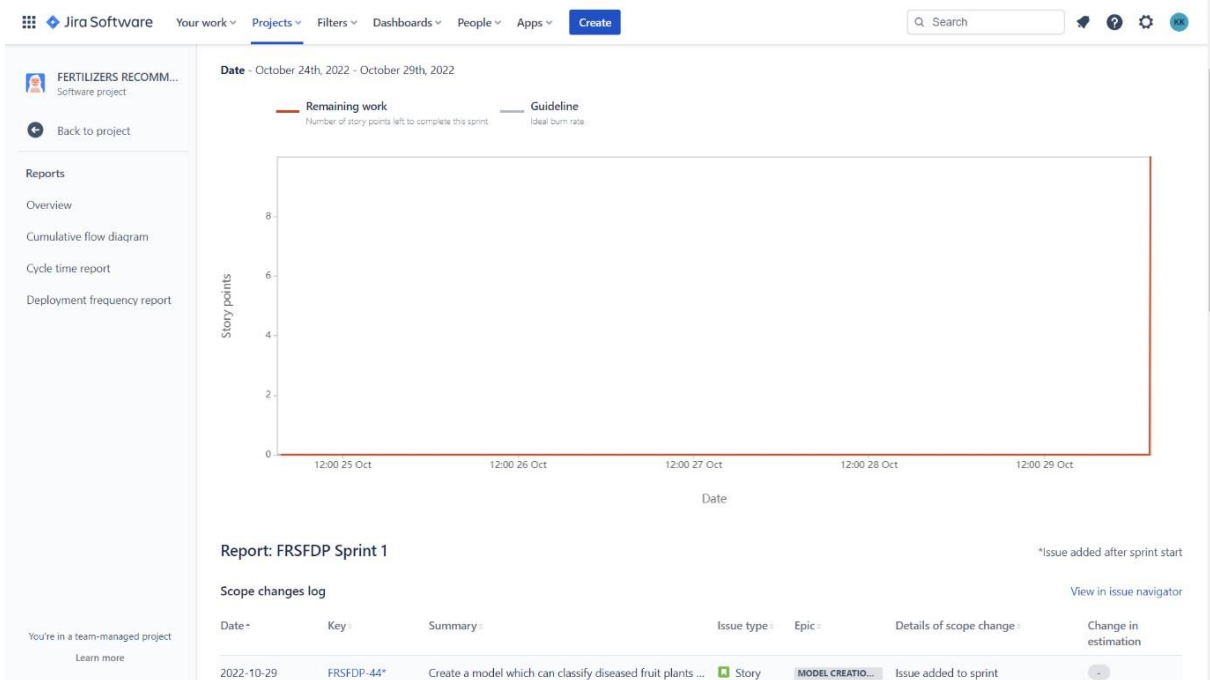 Jira Software Your work Projects Filters Dashboards People Apps Create Search KK
FERTILIZERS RECOMM...
Software project
Back to project
Reports
Overview
Cumulative flow diagram
Cycle time report
Deployment frequency report
You're in a team-managed project
Learn more
Date - October 24th, 2022 - October 29th, 2022
Remaining work
Number of story points left to complete this sprint
Guideline
Ideal burn rate
Story points
8
6
4
2
0
12:00 25 Oct 12:00 26 Oct 12:00 27 Oct 12:00 28 Oct 12:00 29 Oct
Date
Report: FRSFDP Sprint 1
*Issue added after sprint start
Scope changes log
View in issue navigator
Date Key Summary Issue type Epic Details of scope change Change in estimation
2022-10-29 FRSFDP-44* Create a model which can classify diseased fruit plants ... Story MODEL CREATIO... Issue added to sprint -